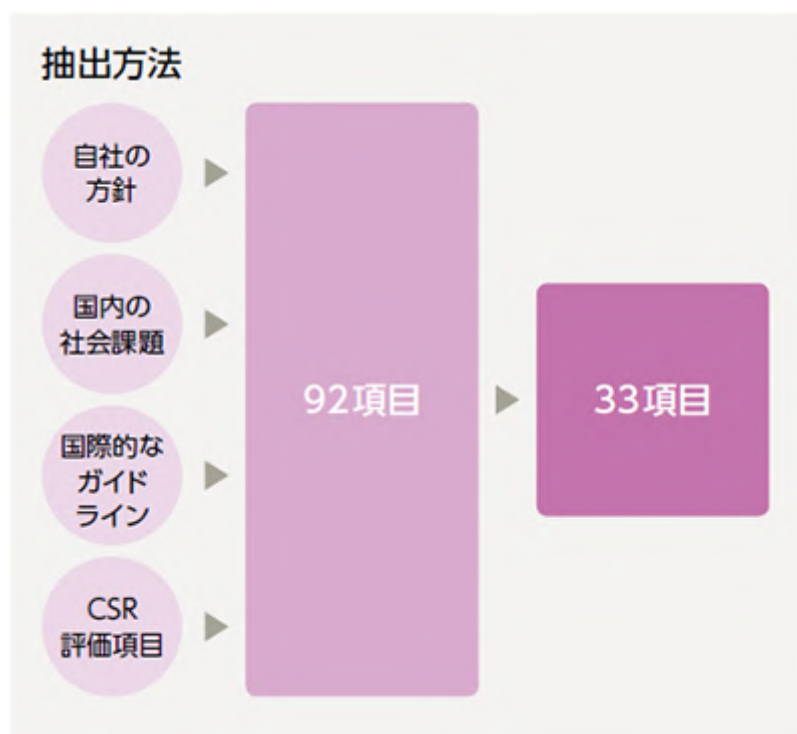 抽出方法
自社の
方針
国内の
社会課題
国際的な
ガイド
ライン
CSR
評価項目
92項目
33項目